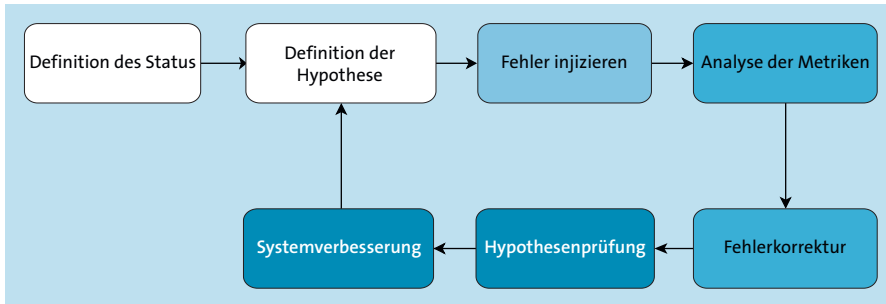 Definition des Status
Definition der
Hypothese
Fehler injizieren
Analyse der Metriken
Systemverbesserung
Hypothesenprüfung
Fehlerkorrektur